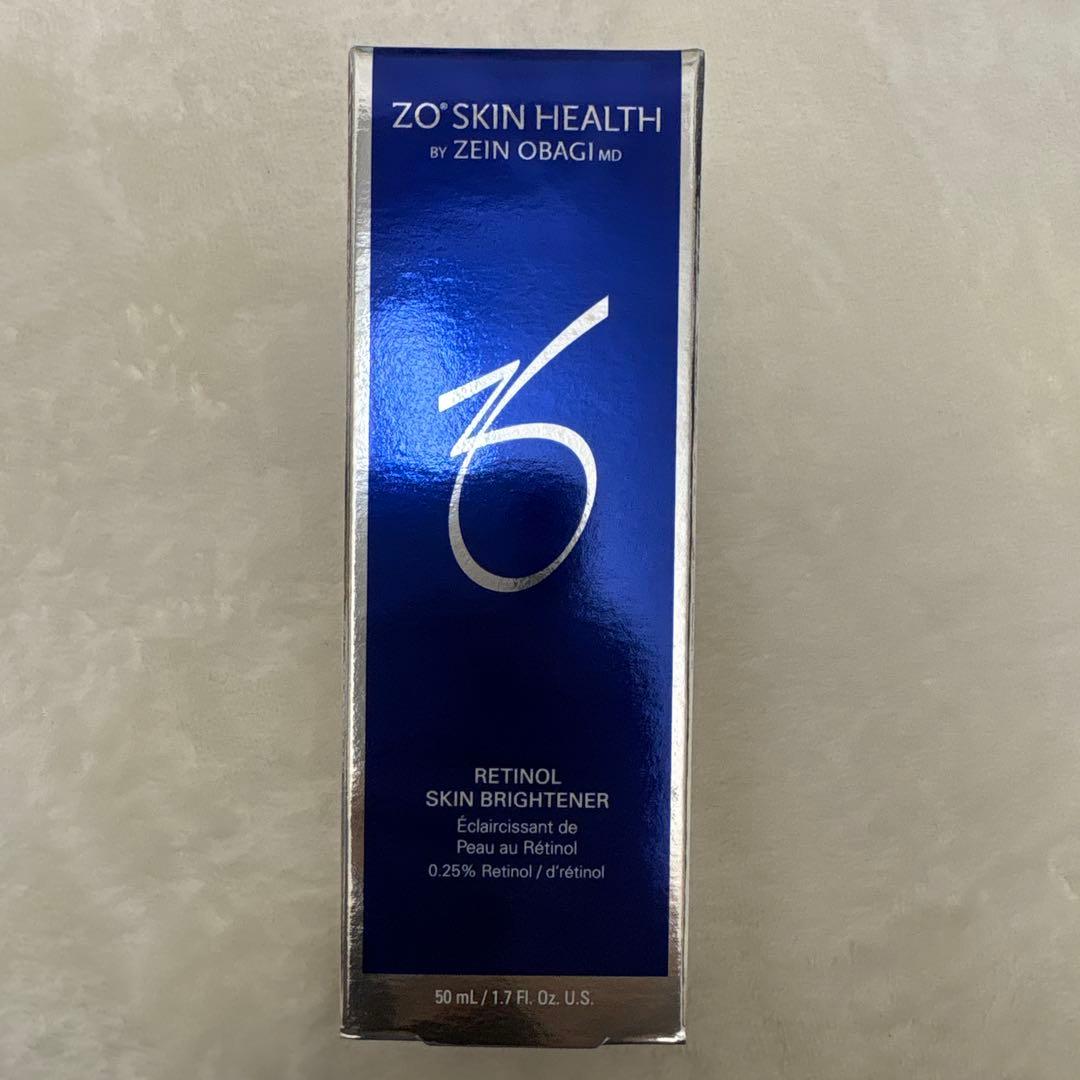 ZO® SKIN HEALTH
BY ZEIN OBAGI MD
RETINOL
SKIN BRIGHTENER
Éclaircissant de
Peau au Rétinol
0.25% Retinol / d'rétinol
50 mL / 1.7 Fl. Oz. U.S.